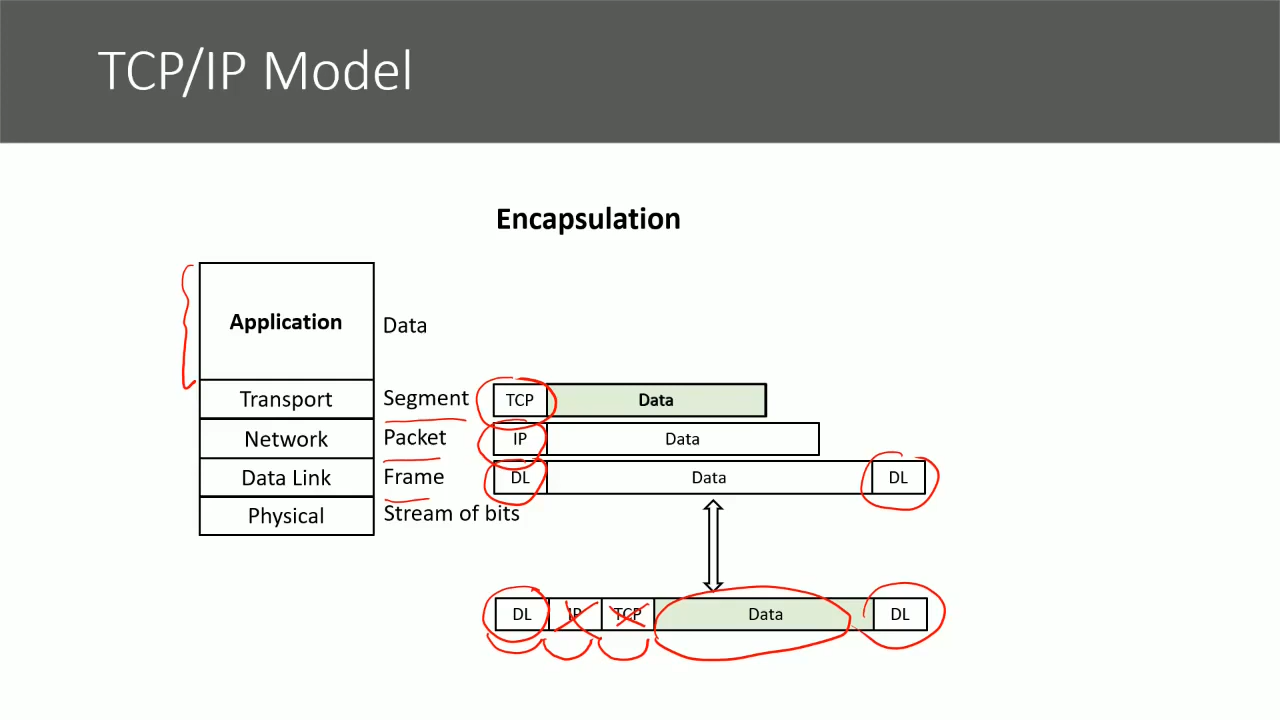 TCP/IP Model
Encapsulation
Application Data
Transport Segment TCP Data
Network Packet IP Data
Data Link Frame DL Data DL
Physical Stream of bits
DL IP TCP Data DL